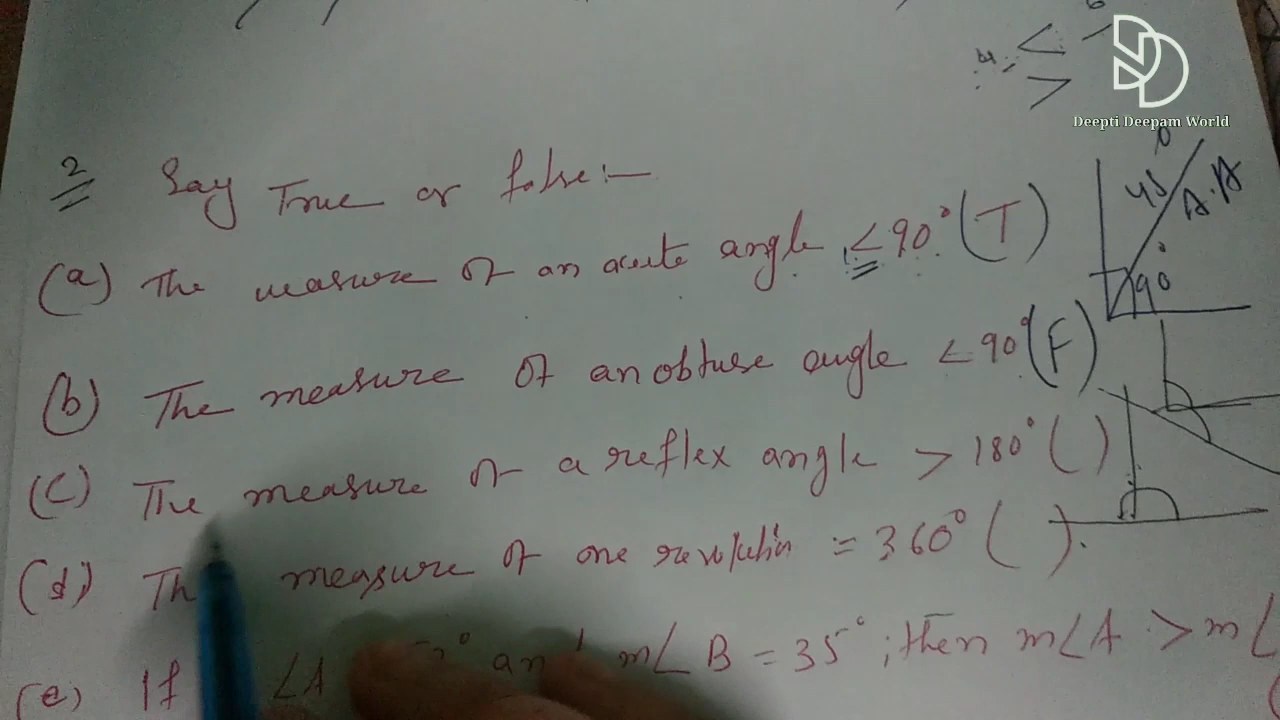 Deepti Deepam World
2 Say True or false:-
(a) The measure of an acute angle < 90° (T)
45°
A.A
90°
(b) The measure of an obtuse angle < 90° (F)
(c) The measure of a reflex angle > 180° ( )
(d) The measure of one revolution = 360° ( ).
(e) If ∠A and m∠B = 35°; then m∠A > m∠